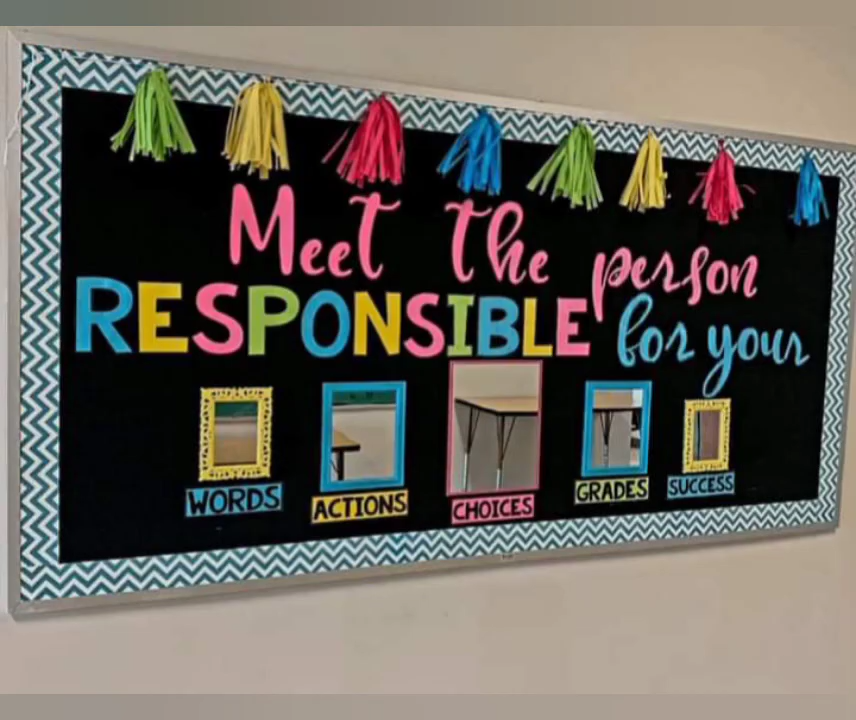 Meet the person
RESPONSIBLE for your
WORDS
ACTIONS
CHOICES
GRADES
SUCCESS